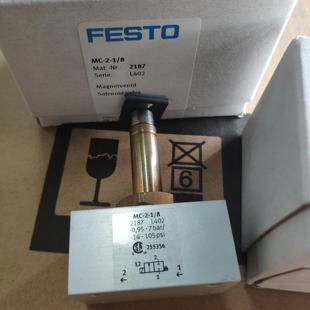 FESTO
MC-2-1/8
Mat.-Nr.: 2187
Serie: L402
Magnetventil
Solenoid
6
MC-2-1/8
2187 L402
-0,95-7bar/
-14-105psi
255356
2
12
2
1
1